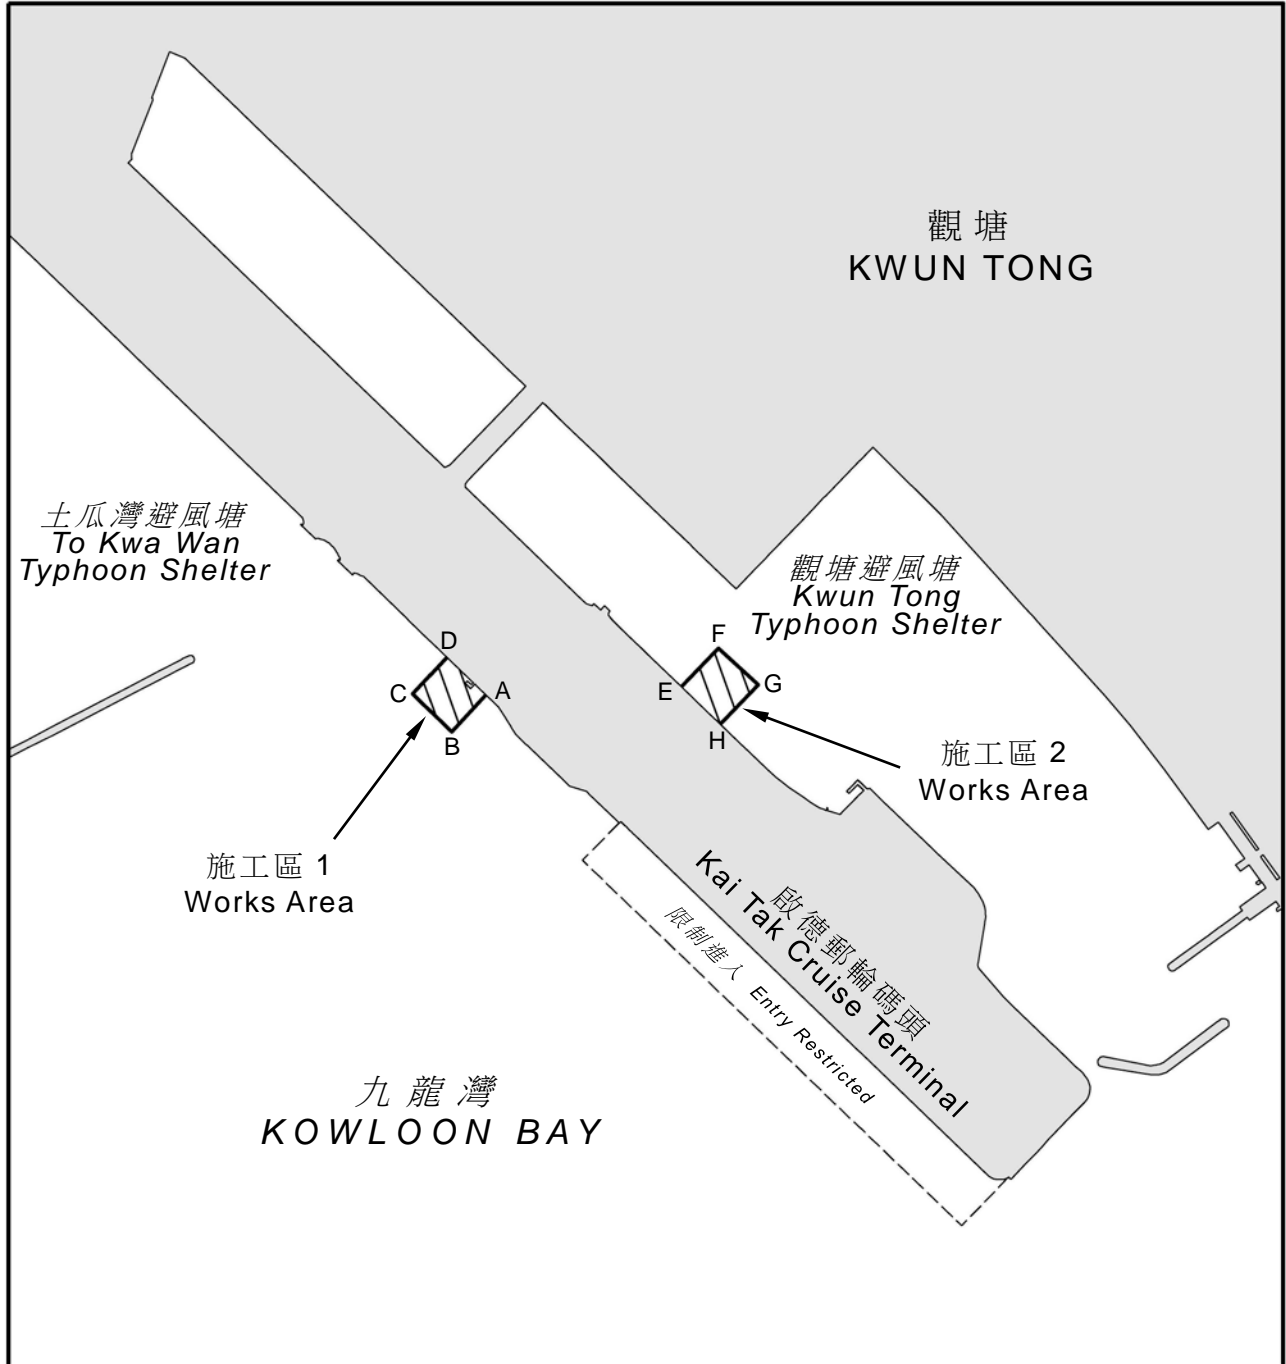 觀塘
KWUN TONG
土瓜灣避風塘
To Kwa Wan
Typhoon Shelter
觀塘避風塘
Kwun Tong
Typhoon Shelter
F
D
E
G
C
A
H
B
施工區 2
Works Area
施工區 1
Works Area
啟德郵輪碼頭
Kai Tak Cruise Terminal
限制進入 Entry Restricted
九龍灣
KOWLOON BAY